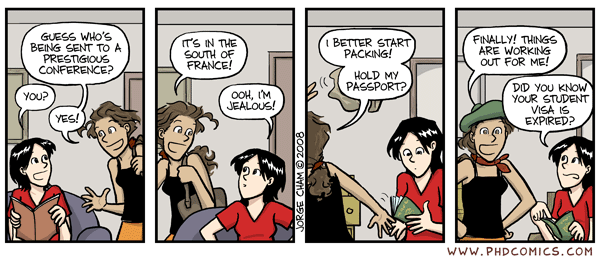 GUESS WHO'S
BEING SENT TO A
PRESTIGIOUS
CONFERENCE?
YOU?
YES!
IT'S IN THE
SOUTH OF
FRANCE!
OOH, I'M
JEALOUS!
JORGE CHAM © 2008
I BETTER START
PACKING!
HOLD MY
PASSPORT?
FINALLY! THINGS
ARE WORKING
OUT FOR ME!
DID YOU KNOW
YOUR STUDENT
VISA IS
EXPIRED?
WWW.PHDCOMICS.COM